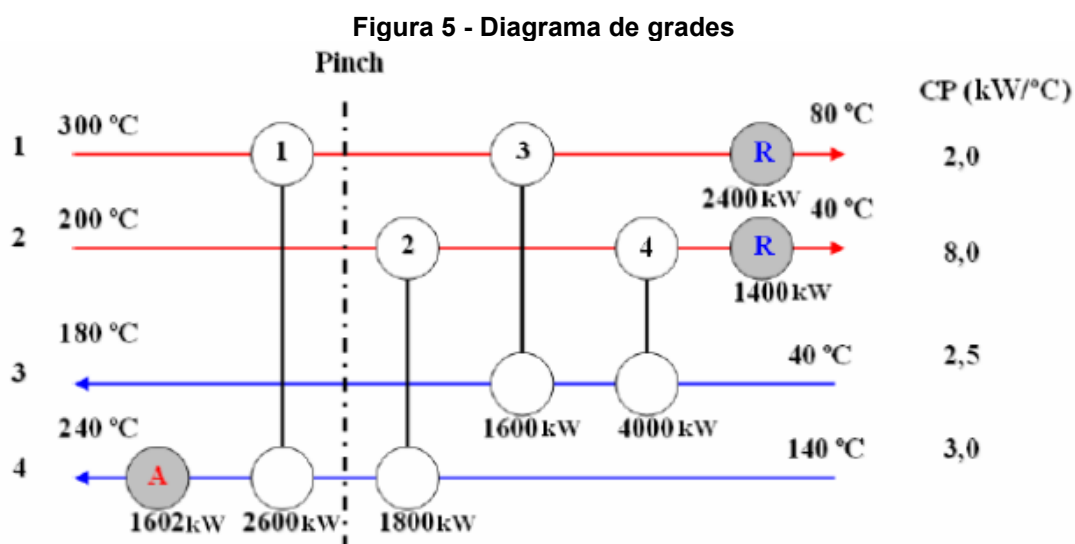 Figura 5 - Diagrama de grades
Pinch
CP (kW/°C)
1 300 °C 1 3 R 80 °C 2,0
2400 kW
2 200 °C 2 4 R 40 °C 8,0
1400 kW
3 180 °C 40 °C 2,5
1600 kW 4000 kW
4 240 °C A 140 °C 3,0
1602 kW 2600 kW 1800 kW